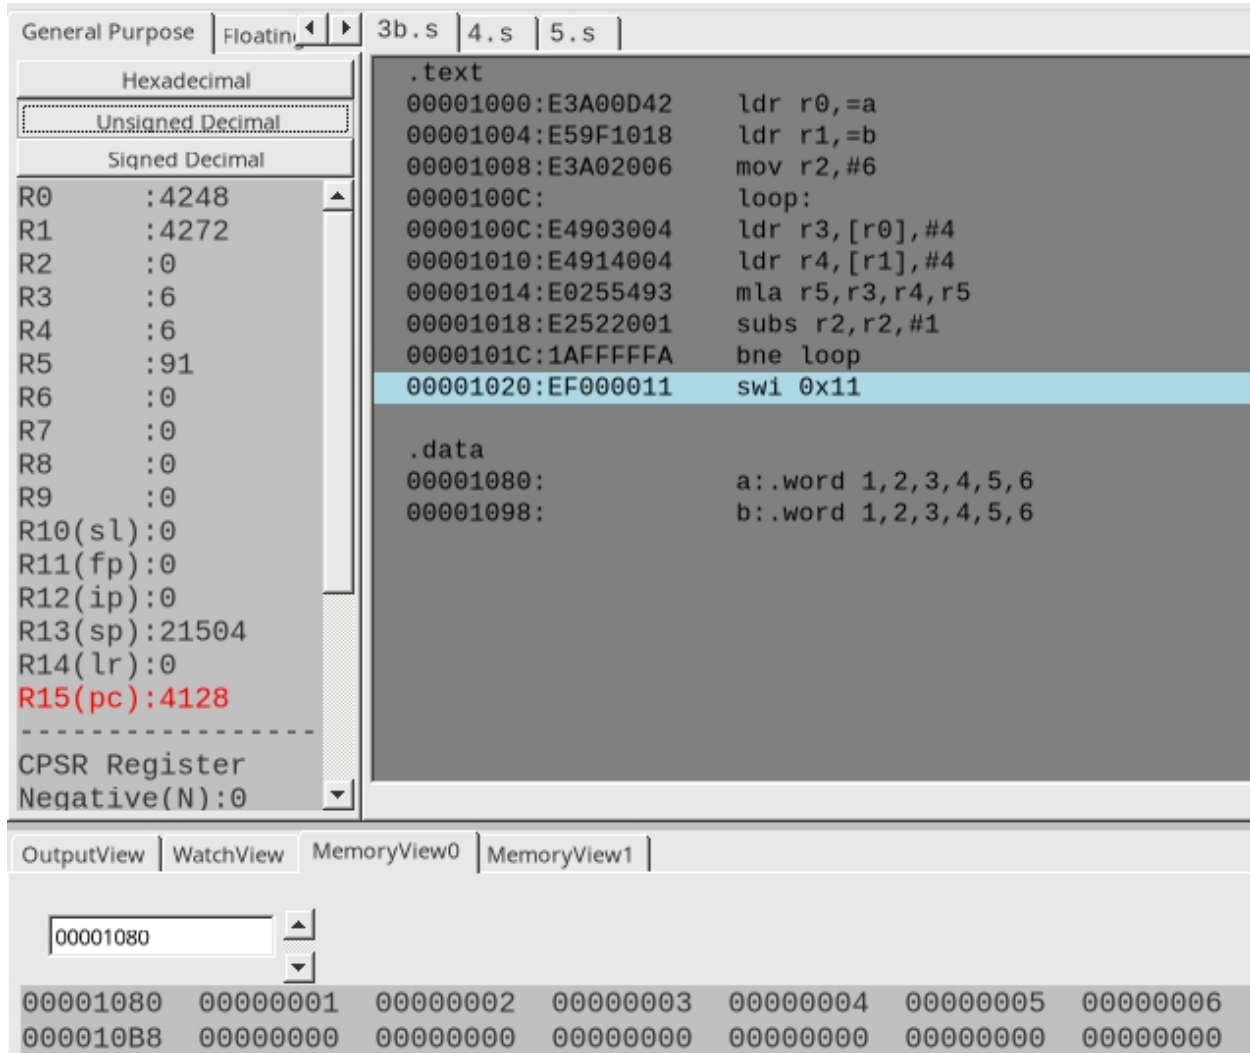 General Purpose
Floating
Hexadecimal
Unsigned Decimal
Signed Decimal
R0 :4248
R1 :4272
R2 :0
R3 :6
R4 :6
R5 :91
R6 :0
R7 :0
R8 :0
R9 :0
R10(sl):0
R11(fp):0
R12(ip):0
R13(sp):21504
R14(lr):0
R15(pc):4128
------------------
CPSR Register
Negative(N):0
3b.s 4.s 5.s
.text
00001000:E3A00D42 ldr r0,=a
00001004:E59F1018 ldr r1,=b
00001008:E3A02006 mov r2,#6
0000100C: loop:
0000100C:E4903004 ldr r3,[r0],#4
00001010:E4914004 ldr r4,[r1],#4
00001014:E0255493 mla r5,r3,r4,r5
00001018:E2522001 subs r2,r2,#1
0000101C:1AFFFFFA bne loop
00001020:EF000011 swi 0x11
.data
00001080: a:.word 1,2,3,4,5,6
00001098: b:.word 1,2,3,4,5,6
OutputView WatchView MemoryView0 MemoryView1
00001080
00001080 00000001 00000002 00000003 00000004 00000005 00000006
000010B8 00000000 00000000 00000000 00000000 00000000 00000000